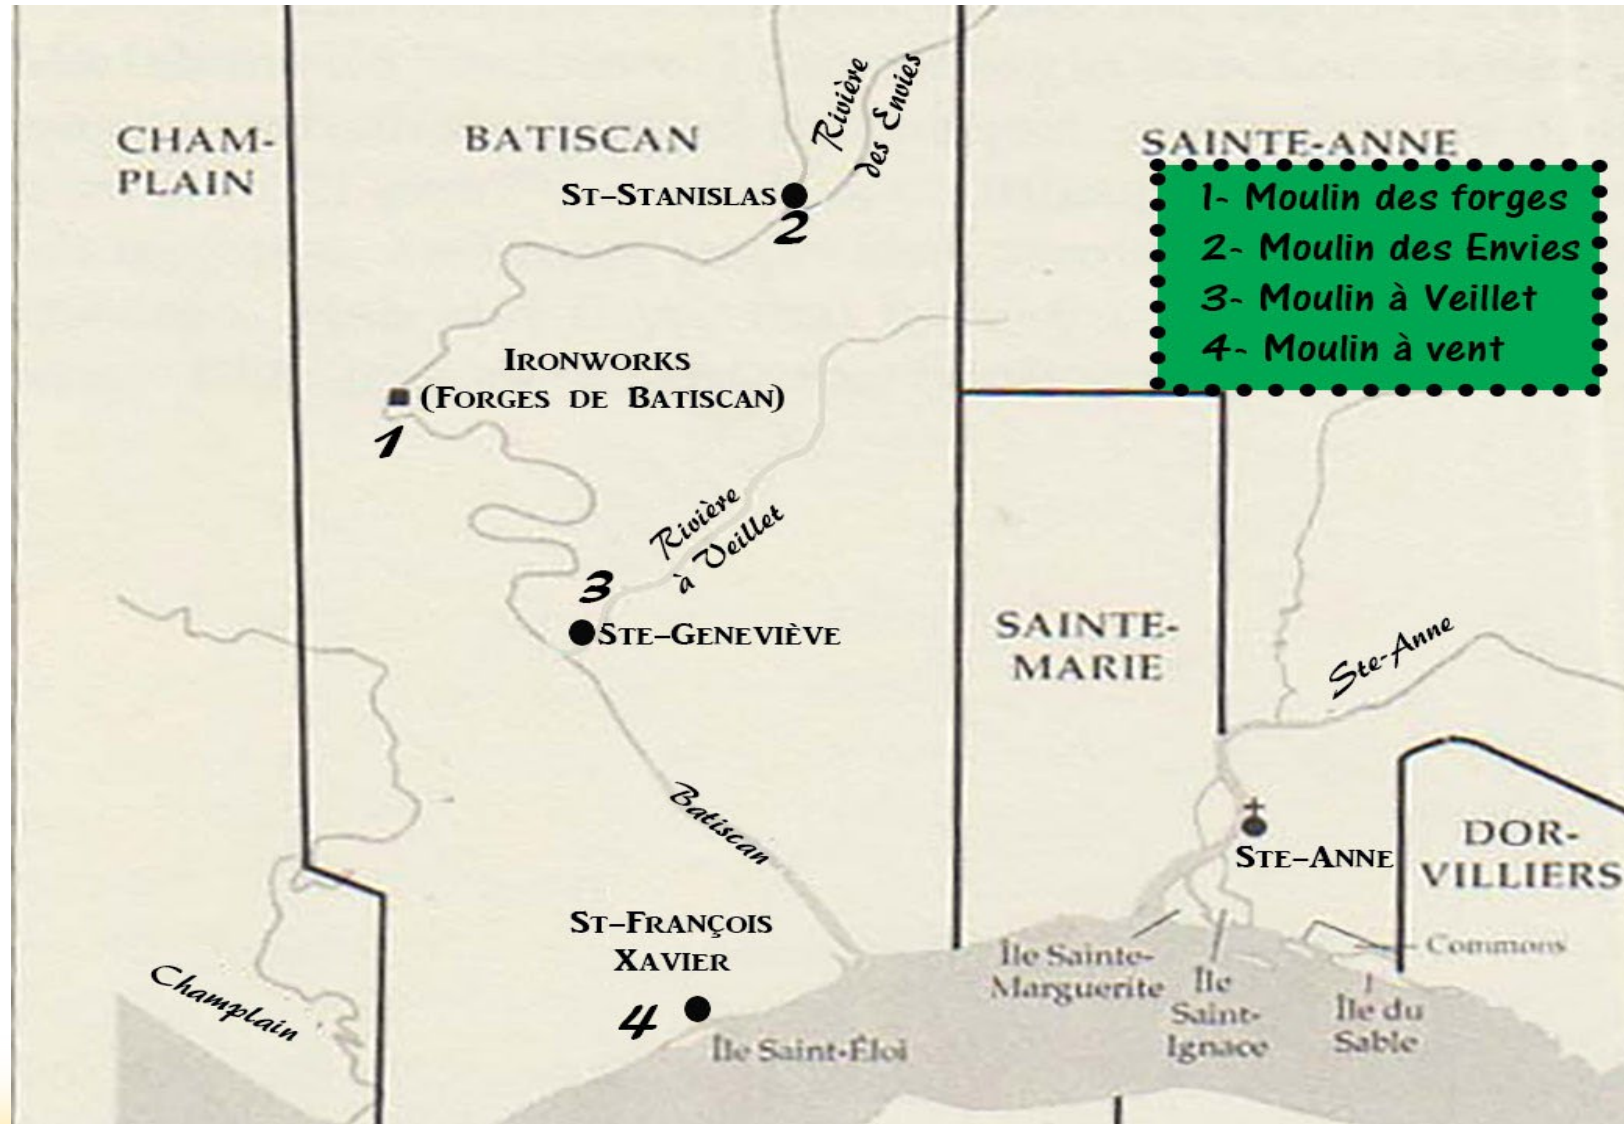 CHAM-
PLAIN
BATISCAN
Rivière
des Envies
SAINTE-ANNE
1- Moulin des forges
2- Moulin des Envies
3- Moulin à Veillet
4- Moulin à vent
ST-STANISLAS
2
IRONWORKS
(FORGES DE BATISCAN)
1
Rivière
à Veillet
3
STE-GENEVIÈVE
SAINTE-
MARIE
Ste-Anne
Batiscan
STE-ANNE
DOR-
VILLIERS
ST-FRANÇOIS
XAVIER
4
Champlain
Île Saint-Éloi
Île Sainte-
Marguerite
Île
Saint-
Ignace
Île du
Sable
Commons